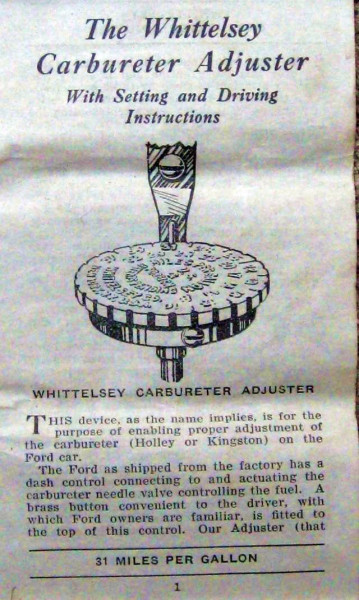 The Whittelsey
Carbureter Adjuster
With Setting and Driving
Instructions
WHITTELSEY CARBURETER ADJUSTER
THIS device, as the name implies, is for the
purpose of enabling proper adjustment of
the carbureter (Holley or Kingston) on the
Ford car.
The Ford as shipped from the factory has a
dash control connecting to and actuating the
carbureter needle valve controlling the fuel. A
brass button convenient to the driver, with
which Ford owners are familiar, is fitted to
the top of this control. Our Adjuster (that
31 MILES PER GALLON
1